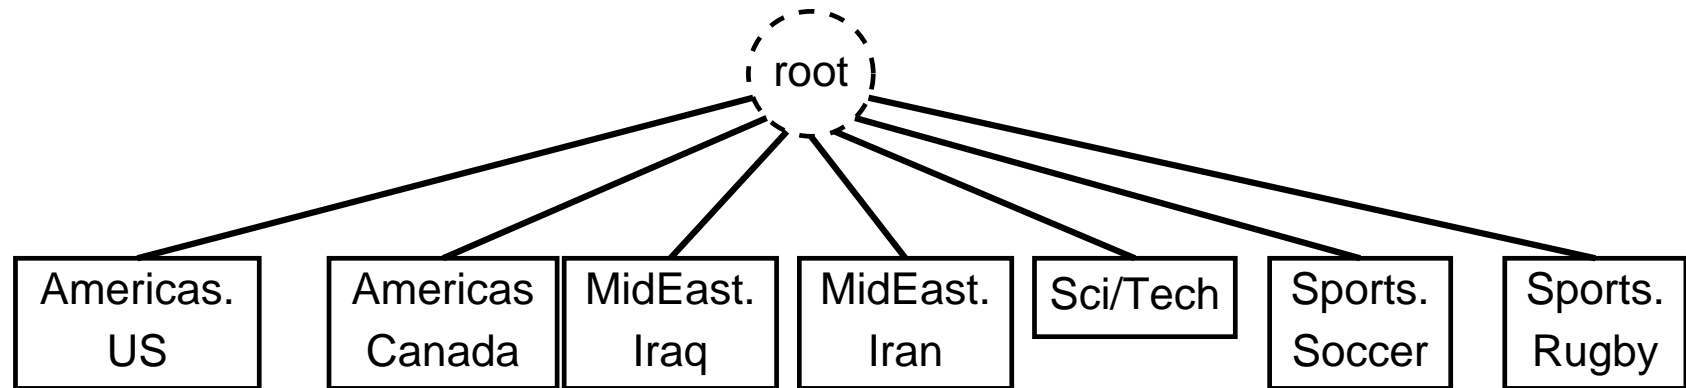 root
Americas.
US
Americas
Canada
MidEast.
Iraq
MidEast.
Iran
Sci/Tech
Sports.
Soccer
Sports.
Rugby